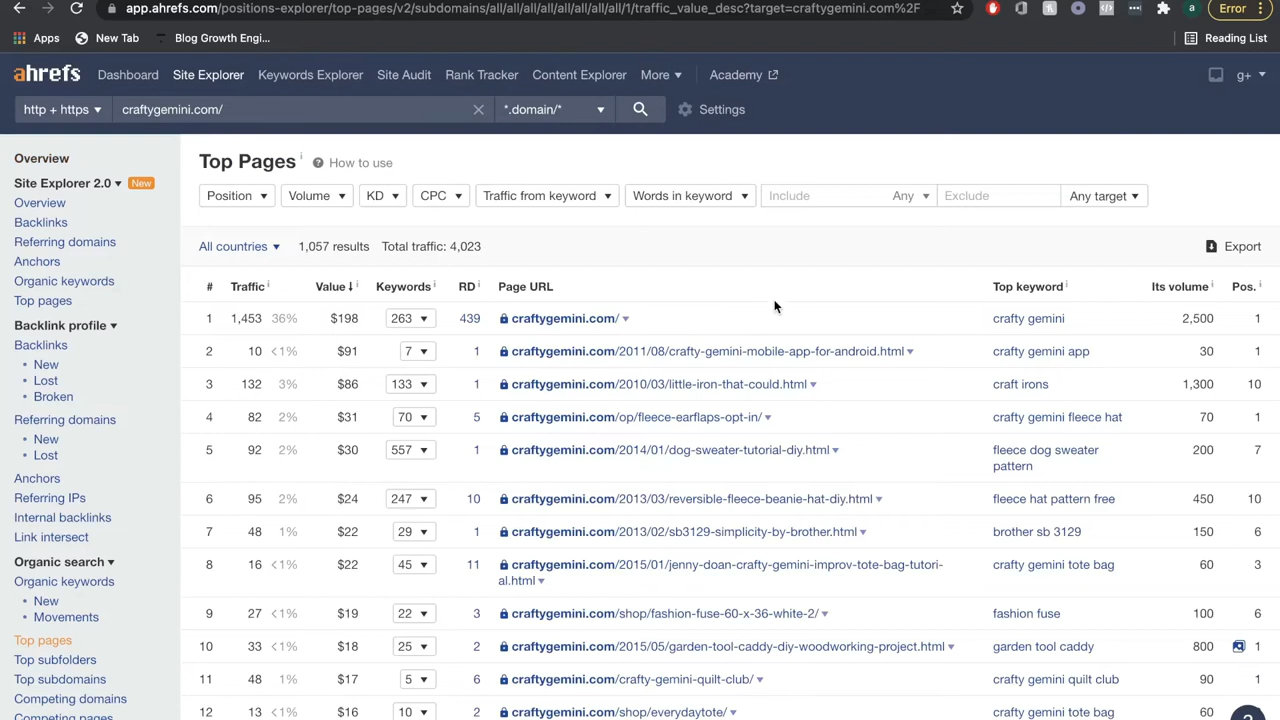 app.ahrefs.com/positions-explorer/top-pages/v2/subdomains/all/all/all/all/all/all/all/1/traffic_value_desc?target=craftygemini.com%2F a Error
Apps New Tab Blog Growth Engi... Reading List
ahrefs Dashboard Site Explorer Keywords Explorer Site Audit Rank Tracker Content Explorer More Academy g+
http + https craftygemini.com/ *.domain/* Settings
Overview
Site Explorer 2.0 New
Overview
Backlinks
Referring domains
Anchors
Organic keywords
Top pages
Backlink profile
Backlinks
New
Lost
Broken
Referring domains
New
Lost
Anchors
Referring IPs
Internal backlinks
Link intersect
Organic search
Organic keywords
New
Movements
Top pages
Top subfolders
Top subdomains
Competing domains
Competing pages
Top Pages i ? How to use
Position Volume KD CPC Traffic from keyword Words in keyword Include Any Exclude Any target
All countries 1,057 results Total traffic: 4,023 Export
# Traffic Value Keywords RD Page URL Top keyword Its volume Pos.
1 1,453 36% $198 263 439 craftygemini.com/ crafty gemini 2,500 1
2 10 <1% $91 7 1 craftygemini.com/2011/08/crafty-gemini-mobile-app-for-android.html crafty gemini app 30 1
3 132 3% $86 133 1 craftygemini.com/2010/03/little-iron-that-could.html craft irons 1,300 10
4 82 2% $31 70 5 craftygemini.com/op/fleece-earflaps-opt-in/ crafty gemini fleece hat 70 1
5 92 2% $30 557 1 craftygemini.com/2014/01/dog-sweater-tutorial-diy.html fleece dog sweater 200 7
pattern
6 95 2% $24 247 10 craftygemini.com/2013/03/reversible-fleece-beanie-hat-diy.html fleece hat pattern free 450 10
7 48 1% $22 29 1 craftygemini.com/2013/02/sb3129-simplicity-by-brother.html brother sb 3129 150 6
8 16 <1% $22 45 11 craftygemini.com/2015/01/jenny-doan-crafty-gemini-improv-tote-bag-tutori- crafty gemini tote bag 60 3
al.html
9 27 <1% $19 22 3 craftygemini.com/shop/fashion-fuse-60-x-36-white-2/ fashion fuse 100 6
10 33 <1% $18 25 2 craftygemini.com/2015/05/garden-tool-caddy-diy-woodworking-project.html garden tool caddy 800 1
11 48 1% $17 5 6 craftygemini.com/crafty-gemini-quilt-club/ crafty gemini quilt club 90 1
12 13 <1% $16 10 2 craftygemini.com/shop/everydaytote/ crafty gemini tote bag 60